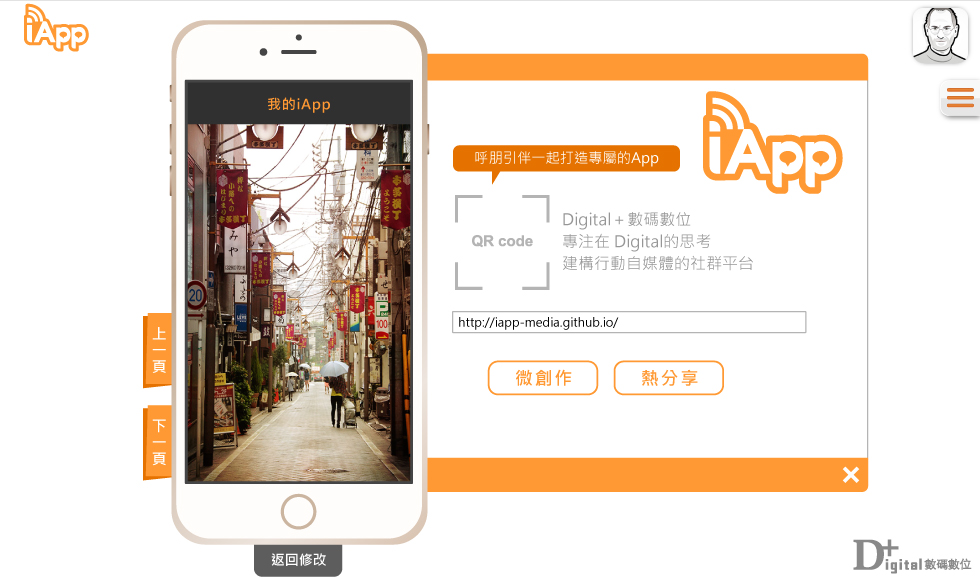 iApp
我的iApp
20
P
100
上一頁
下一頁
返回修改
iApp
呼朋引伴一起打造專屬的App
QR code
Digital + 數碼數位
專注在 Digital的思考
建構行動自媒體的社群平台
http://iapp-media.github.io/
微創作
熱分享
×
D+igital 數碼數位